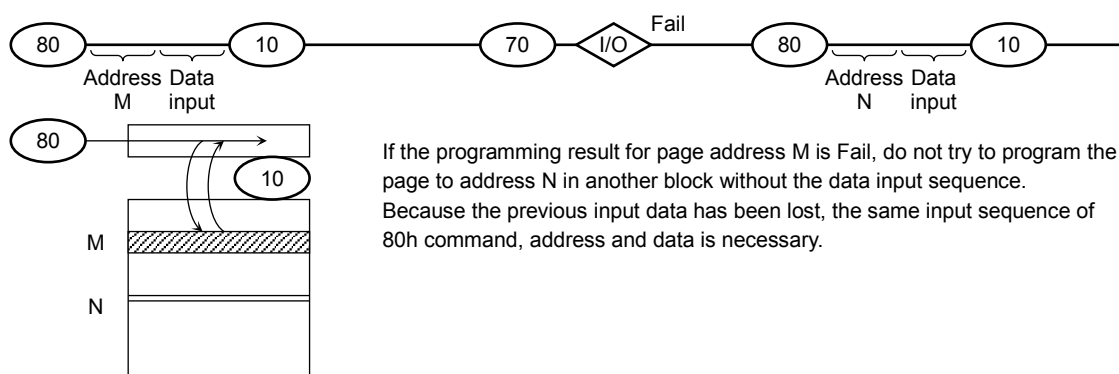 Fail
80 10 70 I/O 80 10
Address Data Address Data
M input N input
80
10
M
N
If the programming result for page address M is Fail, do not try to program the
page to address N in another block without the data input sequence.
Because the previous input data has been lost, the same input sequence of
80h command, address and data is necessary.